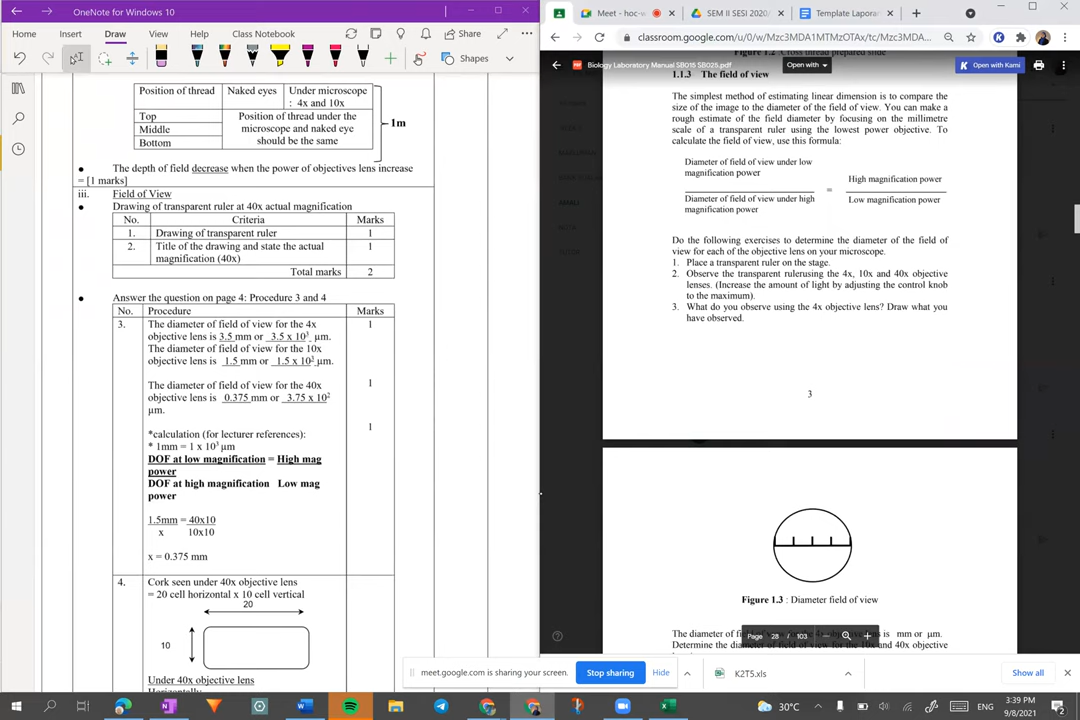 OneNote for Windows 10
Home
Insert
Draw
View
Help
Class Notebook
Share
Shapes
Position of thread
Naked eyes
Under microscope
: 4x and 10x
Top
Middle
Bottom
Position of thread under the
microscope and naked eye
should be the same
1m
The depth of field decrease when the power of objectives lens increase
= [1 marks]
iii. Field of View
Drawing of transparent ruler at 40x actual magnification
No. Criteria Marks
1. Drawing of transparent ruler 1
2. Title of the drawing and state the actual 1
magnification (40x)
Total marks 2
Answer the question on page 4: Procedure 3 and 4
No. Procedure Marks
3. The diameter of field of view for the 4x 1
objective lens is 3.5 mm or 3.5 x 10³ µm.
The diameter of field of view for the 10x
objective lens is 1.5 mm or 1.5 x 10³ µm.
The diameter of field of view for the 40x 1
objective lens is 0.375 mm or 3.75 x 10²
µm.
*calculation (for lecturer references): 1
* 1mm = 1 x 10³ µm
DOF at low magnification = High mag
power
DOF at high magnification Low mag
power
1.5mm = 40x10
x 10x10
x = 0.375 mm
4. Cork seen under 40x objective lens
= 20 cell horizontal x 10 cell vertical
20
10
Under 40x objective lens
Horizontally
Meet - hoc-w
SEM II SESI 2020/
Template Laporan
classroom.google.com/u/0/w/Mzc3MDA1MTMzOTAx/tc/Mzc3MDA...
Figure 1.2 Cross thread prepared slide
Biology Laboratory Manual SB015 SB025.pdf
Open with
Open with Kami
1.1.3 The field of view
The simplest method of estimating linear dimension is to compare the
size of the image to the diameter of the field of view. You can make a
rough estimate of the field diameter by focusing on the millimetre
scale of a transparent ruler using the lowest power objective. To
calculate the field of view, use this formula:
Diameter of field of view under low
magnification power
High magnification power
=
Diameter of field of view under high
magnification power
Low magnification power
Do the following exercises to determine the diameter of the field of
view for each of the objective lens on your microscope.
1. Place a transparent ruler on the stage.
2. Observe the transparent rulerusing the 4x, 10x and 40x objective
lenses. (Increase the amount of light by adjusting the control knob
to the maximum).
3. What do you observe using the 4x objective lens? Draw what you
have observed.
3
Figure 1.3 : Diameter field of view
The diameter of is mm or µm.
Determine the 10x and 40x objective
Page 28 / 103
meet.google.com is sharing your screen.
Stop sharing
Hide
K2T5.xls
Show all
30°C
ENG
3:39 PM
9/8/2021
2